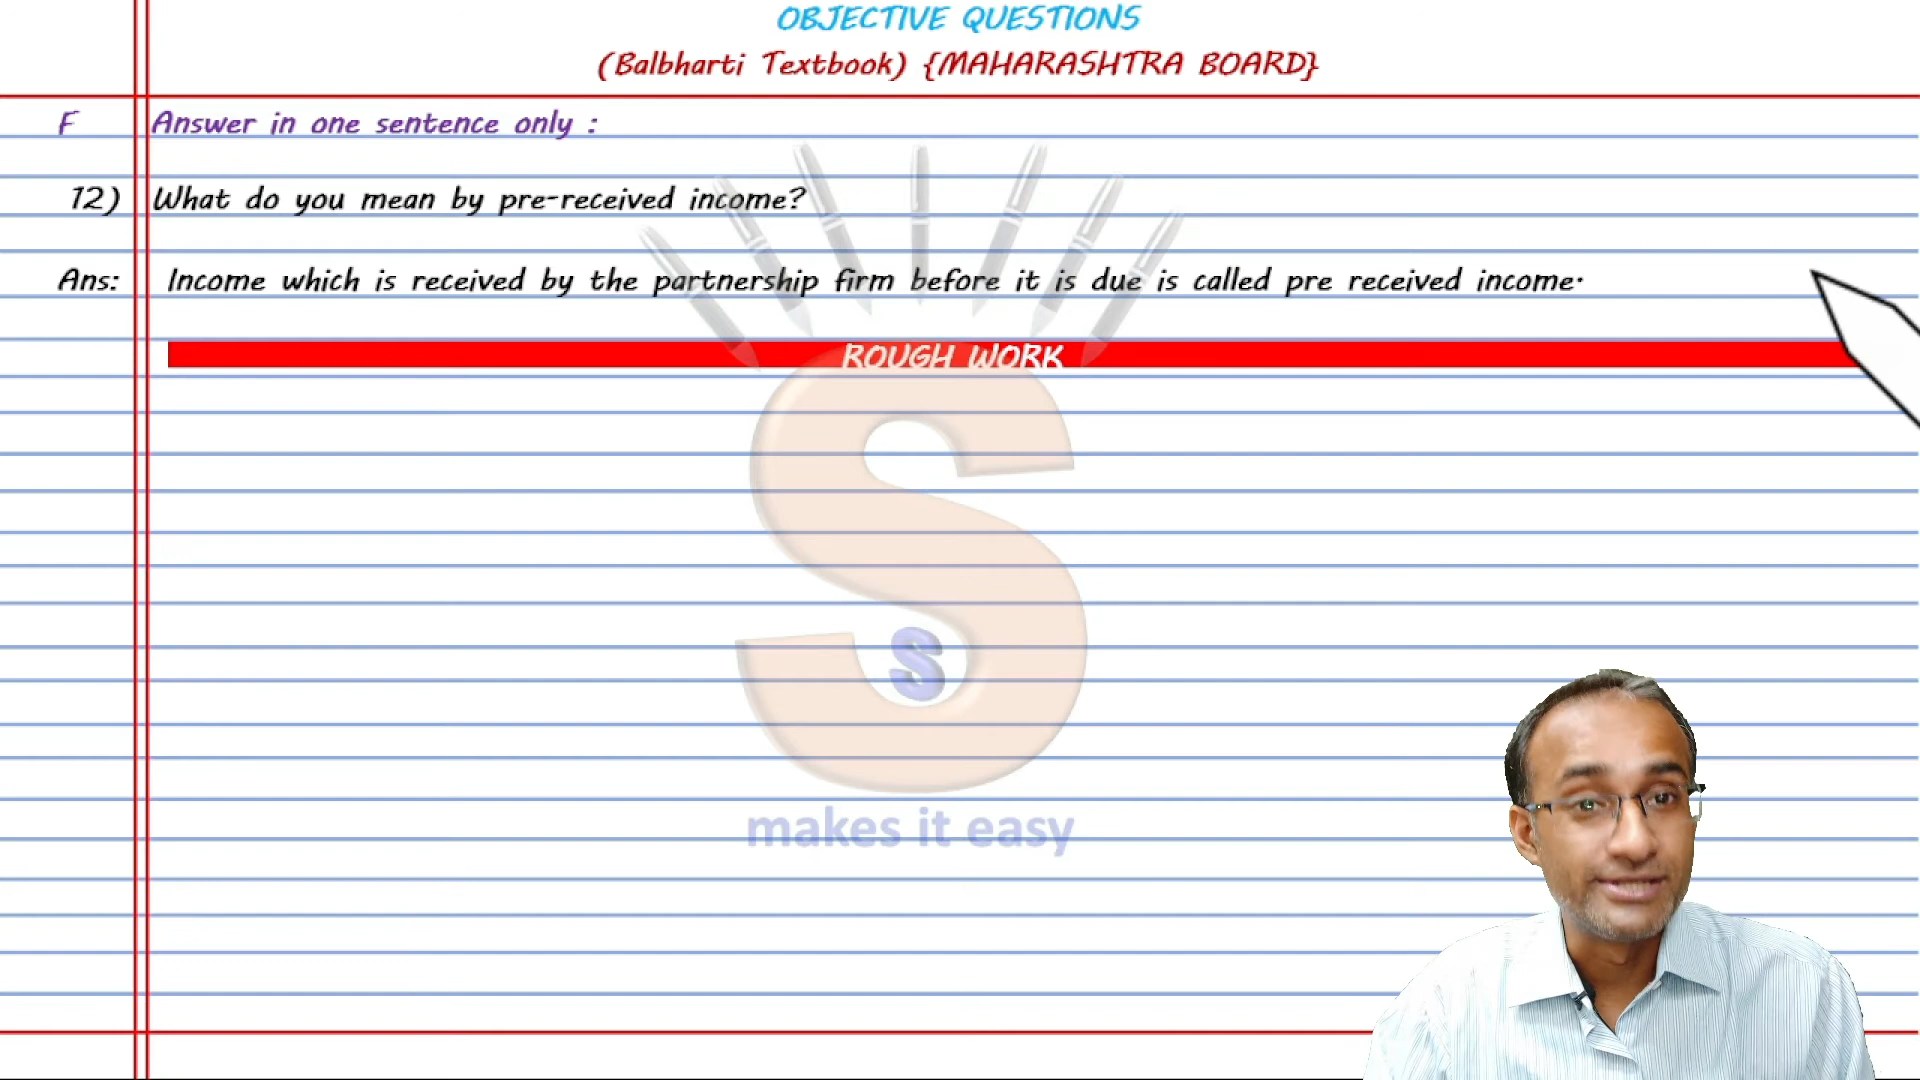 OBJECTIVE QUESTIONS
(Balbharti Textbook) {MAHARASHTRA BOARD}
F Answer in one sentence only :
12) What do you mean by pre-received income?
Ans: Income which is received by the partnership firm before it is due is called pre received income.
ROUGH WORK
S
s
makes it easy